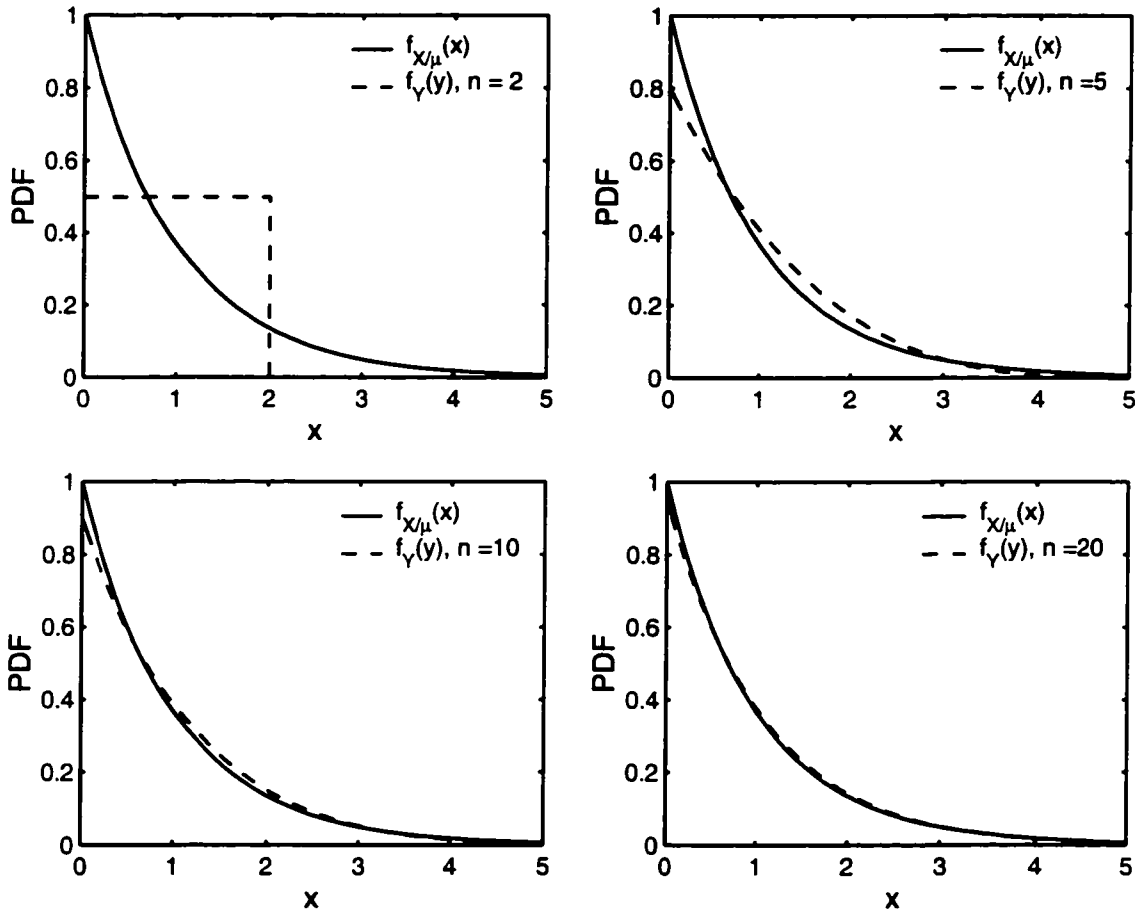 1
0.8
0.6
0.4
0.2
0
PDF
f_{X/μ}(x)
f_Y(y), n = 2
0 1 2 3 4 5
x
1
0.8
0.6
0.4
0.2
0
PDF
f_{X/μ}(x)
f_Y(y), n =5
0 1 2 3 4 5
x
1
0.8
0.6
0.4
0.2
0
PDF
f_{X/μ}(x)
f_Y(y), n =10
0 1 2 3 4 5
x
1
0.8
0.6
0.4
0.2
0
PDF
f_{X/μ}(x)
f_Y(y), n =20
0 1 2 3 4 5
x